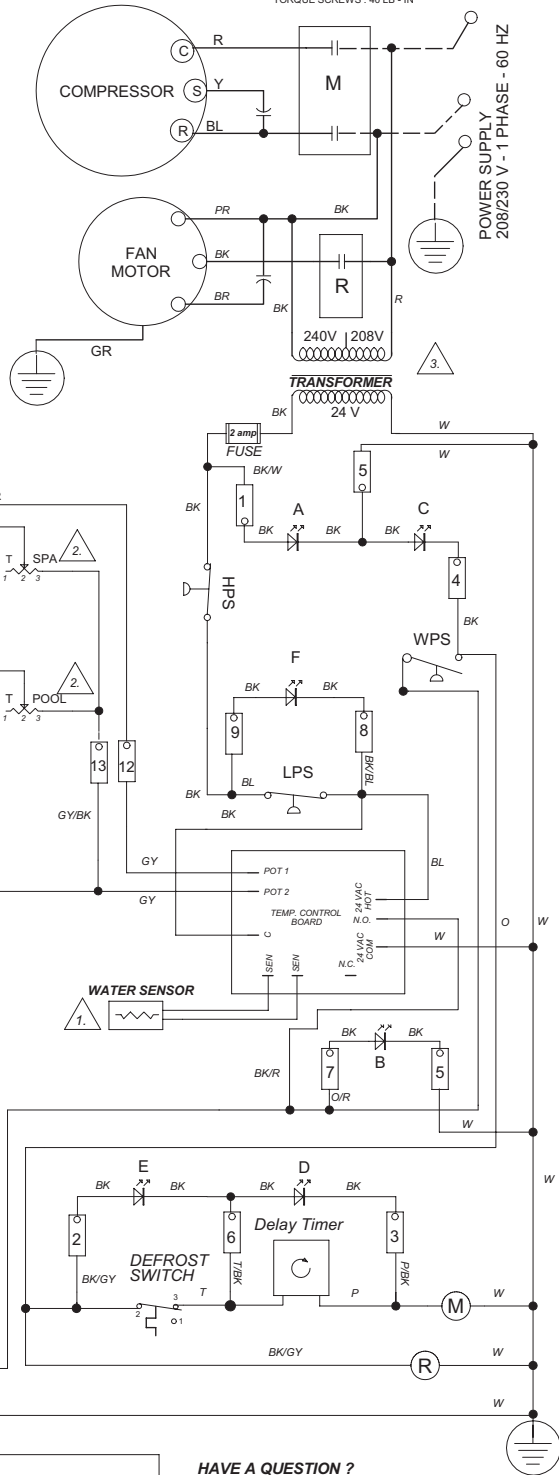 TORQUE SCREWS : 40 LB - IN
C
R
COMPRESSOR
S
Y
R
BL
M
POWER SUPPLY
208/230 V - 1 PHASE - 60 HZ
PR
BK
FAN
MOTOR
BK
R
BR
BK
R
GR
240V
208V
3.
TRANSFORMER
24 V
BK
2 amp
FUSE
W
W
BK/W
5
1
BK
A
C
BK
BK
BK
4
T
SPA
2.
1
2
3
HPS
BK
WPS
F
T
POOL
2.
1
2
3
BK
BK
9
8
13
12
LPS
BK/BL
BK
BL
BK
GY/BK
GY
GY
BL
POT 1
POT 2
TEMP. CONTROL
BOARD
24 VAC
HOT
N.O.
C
24 VAC
COM
N.C.
SEN
SEN
W
O
W
WATER SENSOR
1.
BK
BK
B
7
5
BK/R
O/R
W
W
E
D
BK
BK
BK
BK
2
6
Delay Timer
3
DEFROST
SWITCH
BK/GY
T/BK
P/BK
T
3
2
1
P
M
W
BK/GY
R
W
W
HAVE A QUESTION ?